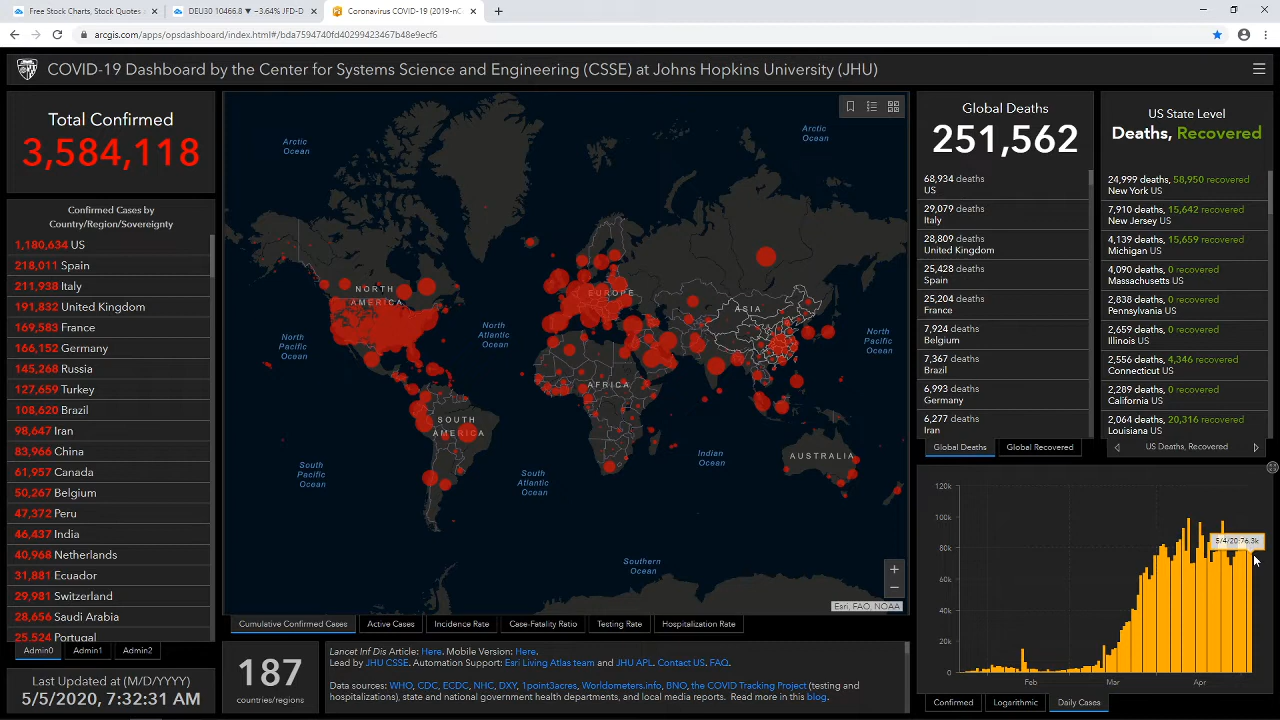 Free Stock Charts, Stock Quotes
DEU30 10466.8 ▼ −3.64% JFD-D
Coronavirus COVID-19 (2019-nC
arcgis.com/apps/opsdashboard/index.html#/bda7594740fd40299423467b48e9ecf6
COVID-19 Dashboard by the Center for Systems Science and Engineering (CSSE) at Johns Hopkins University (JHU)
Total Confirmed
3,584,118
Confirmed Cases by
Country/Region/Sovereignty
1,180,634 US
218,011 Spain
211,938 Italy
191,832 United Kingdom
169,583 France
166,152 Germany
145,268 Russia
127,659 Turkey
108,620 Brazil
98,647 Iran
83,966 China
61,957 Canada
50,267 Belgium
47,372 Peru
46,437 India
40,968 Netherlands
31,881 Ecuador
29,981 Switzerland
28,656 Saudi Arabia
25,524 Portugal
Admin0 Admin1 Admin2
Last Updated at (M/D/YYYY)
5/5/2020, 7:32:31 AM
Arctic
Ocean
Arctic
Ocean
NORTH
AMERICA
EUROPE
ASIA
North
Pacific
Ocean
North
Atlantic
Ocean
North
Pacific
Ocean
AFRICA
SOUTH
AMERICA
AUSTRALIA
Indian
Ocean
South
Pacific
Ocean
South
Atlantic
Ocean
Southern
Ocean
+
−
Esri, FAO, NOAA
Cumulative Confirmed Cases Active Cases Incidence Rate Case-Fatality Ratio Testing Rate Hospitalization Rate
187
countries/regions
Lancet Inf Dis Article: Here. Mobile Version: Here.
Lead by JHU CSSE. Automation Support: Esri Living Atlas team and JHU APL. Contact US. FAQ.
Data sources: WHO, CDC, ECDC, NHC, DXY, 1point3acres, Worldometers.info, BNO, the COVID Tracking Project (testing and
hospitalizations), state and national government health departments, and local media reports. Read more in this blog.
Global Deaths
251,562
68,934 deaths
US
29,079 deaths
Italy
28,809 deaths
United Kingdom
25,428 deaths
Spain
25,204 deaths
France
7,924 deaths
Belgium
7,367 deaths
Brazil
6,993 deaths
Germany
6,277 deaths
Iran
Global Deaths Global Recovered
US State Level
Deaths, Recovered
24,999 deaths, 58,950 recovered
New York US
7,910 deaths, 15,642 recovered
New Jersey US
4,139 deaths, 15,659 recovered
Michigan US
4,090 deaths, 0 recovered
Massachusetts US
2,838 deaths, 0 recovered
Pennsylvania US
2,659 deaths, 0 recovered
Illinois US
2,556 deaths, 4,346 recovered
Connecticut US
2,289 deaths, 0 recovered
California US
2,064 deaths, 20,316 recovered
Louisiana US
US Deaths, Recovered
120k
100k
80k
60k
40k
20k
0
5/4/20:76.3k
Feb Mar Apr
Confirmed Logarithmic Daily Cases